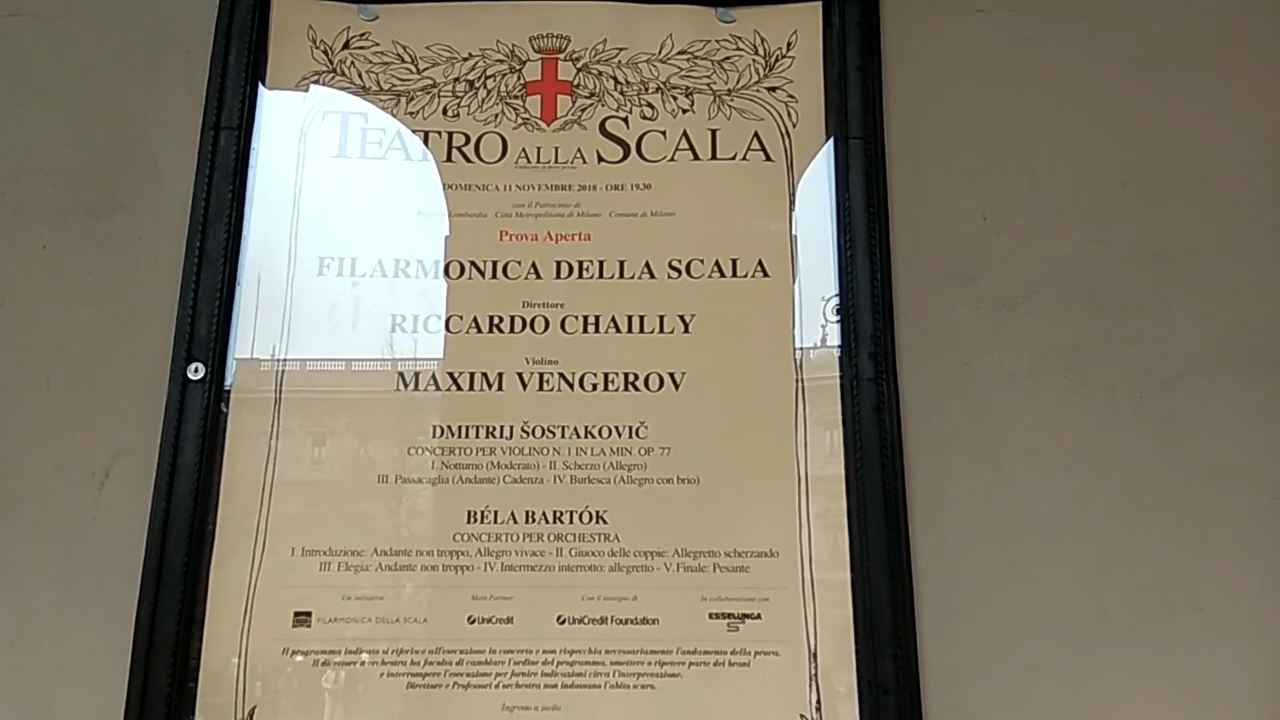 TEATRO ALLA SCALA
DOMENICA 11 NOVEMBRE 2018 - ORE 19.30
con il Patrocinio di
Lombardia · Città Metropolitana di Milano · Comune di Milano
Prova Aperta
FILARMONICA DELLA SCALA
Direttore
RICCARDO CHAILLY
Violino
MAXIM VENGEROV
DMITRIJ ŠOSTAKOVIČ
CONCERTO PER VIOLINO N. 1 IN LA MIN. OP. 77
I. Notturno (Moderato) - II. Scherzo (Allegro)
III. Passacaglia (Andante) Cadenza - IV. Burlesca (Allegro con brio)
BÉLA BARTÓK
CONCERTO PER ORCHESTRA
I. Introduzione: Andante non troppo, Allegro vivace - II. Giuoco delle coppie: Allegretto scherzando
III. Elegia: Andante non troppo - IV. Intermezzo interrotto: allegretto - V. Finale: Pesante
Un'iniziativa Main Partner Con il sostegno di In collaborazione con
FILARMONICA DELLA SCALA UniCredit UniCredit Foundation ESSELUNGA
Il programma indicato si riferisce all'esecuzione in concerto e non rispecchia necessariamente l'andamento della prova.
Il direttore d'orchestra ha facoltà di cambiare l'ordine del programma, omettere o ripetere parte dei brani
e interrompere l'esecuzione per fornire indicazioni circa l'interpretazione.
Direttore e Professori d'orchestra non indossano l'abito scuro.
Ingresso a invito